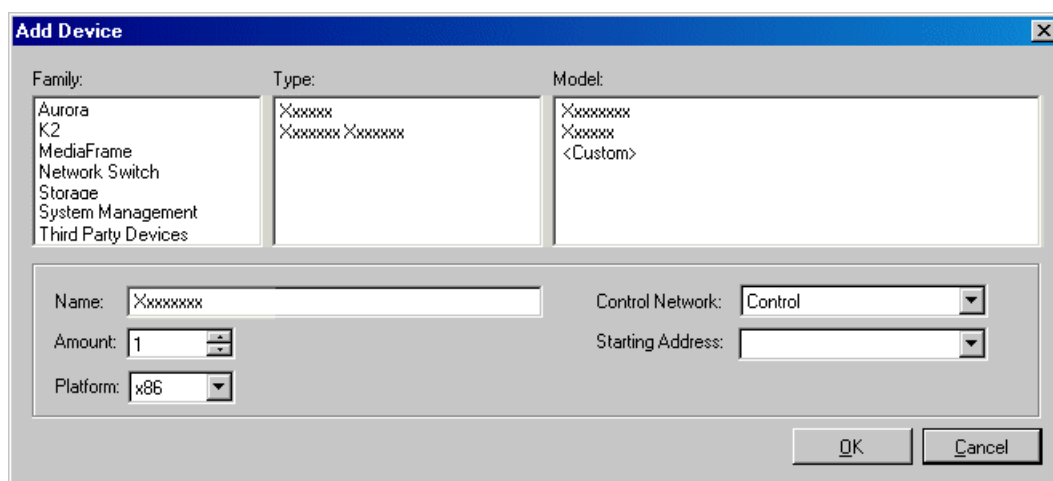 Add Device
Family: Type: Model:
Aurora
K2
MediaFrame
Network Switch
Storage
System Management
Third Party Devices
Xxxxxx
Xxxxxxx Xxxxxxx
Xxxxxxxx
Xxxxxx
<Custom>
Name: Xxxxxxxx Control Network: Control
Amount: 1 Starting Address:
Platform: x86
OK Cancel